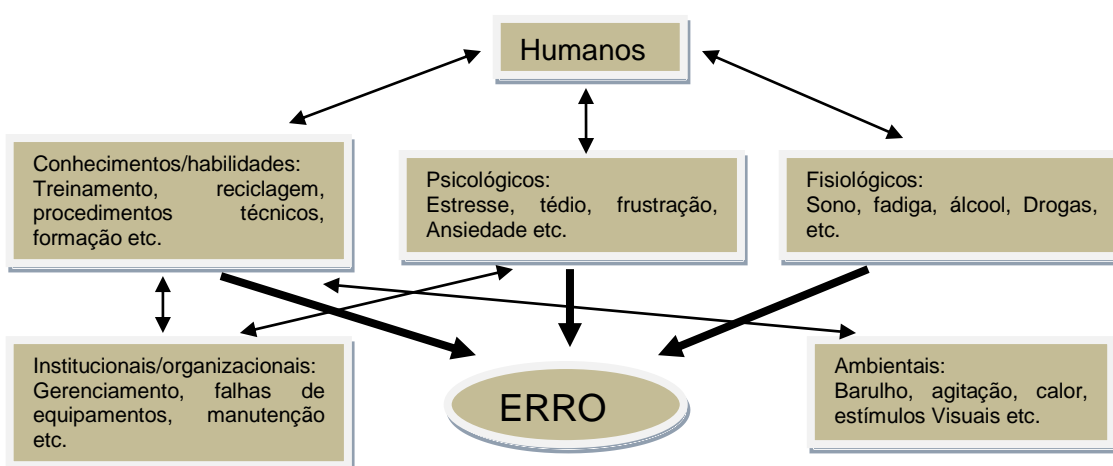 Humanos
Conhecimentos/habilidades:
Treinamento, reciclagem,
procedimentos técnicos,
formação etc.
Psicológicos:
Estresse, tédio, frustração,
Ansiedade etc.
Fisiológicos:
Sono, fadiga, álcool, Drogas,
etc.
Institucionais/organizacionais:
Gerenciamento, falhas de
equipamentos, manutenção
etc.
ERRO
Ambientais:
Barulho, agitação, calor,
estímulos Visuais etc.